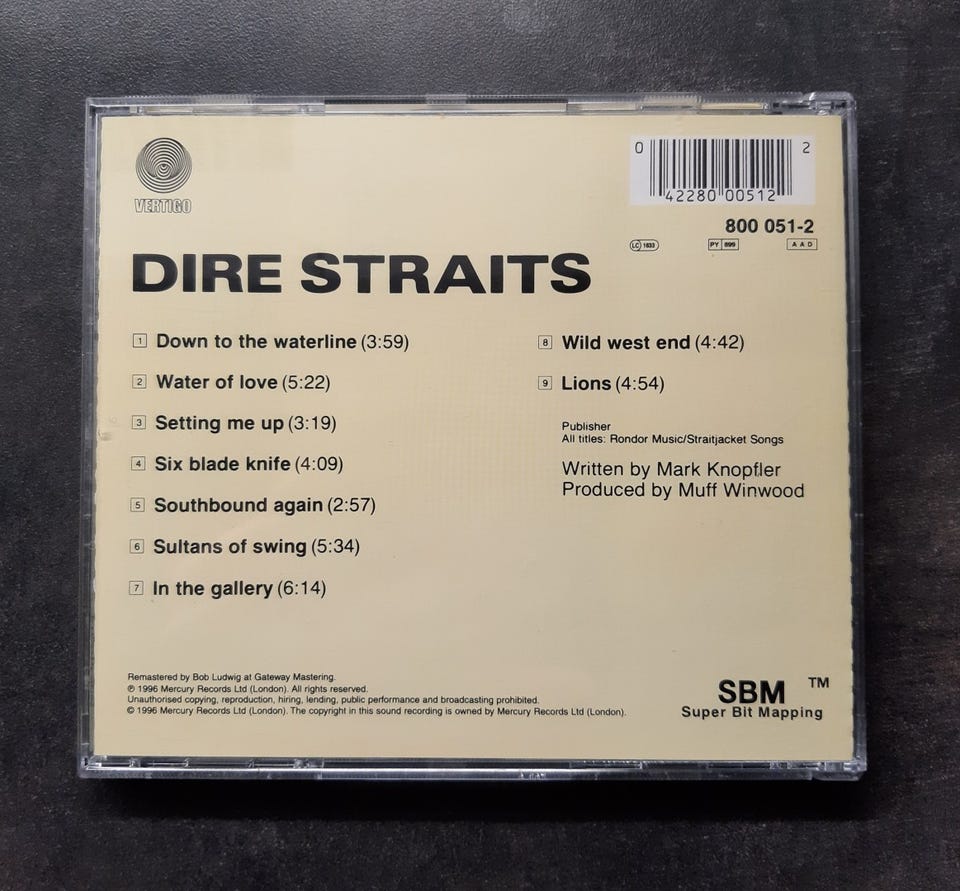 VERTIGO
0 42280 00512 2
800 051-2
LC 1633 PY 899 AAD
DIRE STRAITS
1 Down to the waterline (3:59)
2 Water of love (5:22)
3 Setting me up (3:19)
4 Six blade knife (4:09)
5 Southbound again (2:57)
6 Sultans of swing (5:34)
7 In the gallery (6:14)
8 Wild west end (4:42)
9 Lions (4:54)
Publisher
All titles: Rondor Music/Straitjacket Songs
Written by Mark Knopfler
Produced by Muff Winwood
Remastered by Bob Ludwig at Gateway Mastering.
℗ 1996 Mercury Records Ltd (London). All rights reserved.
Unauthorised copying, reproduction, hiring, lending, public performance and broadcasting prohibited.
© 1996 Mercury Records Ltd (London). The copyright in this sound recording is owned by Mercury Records Ltd (London).
SBM TM
Super Bit Mapping